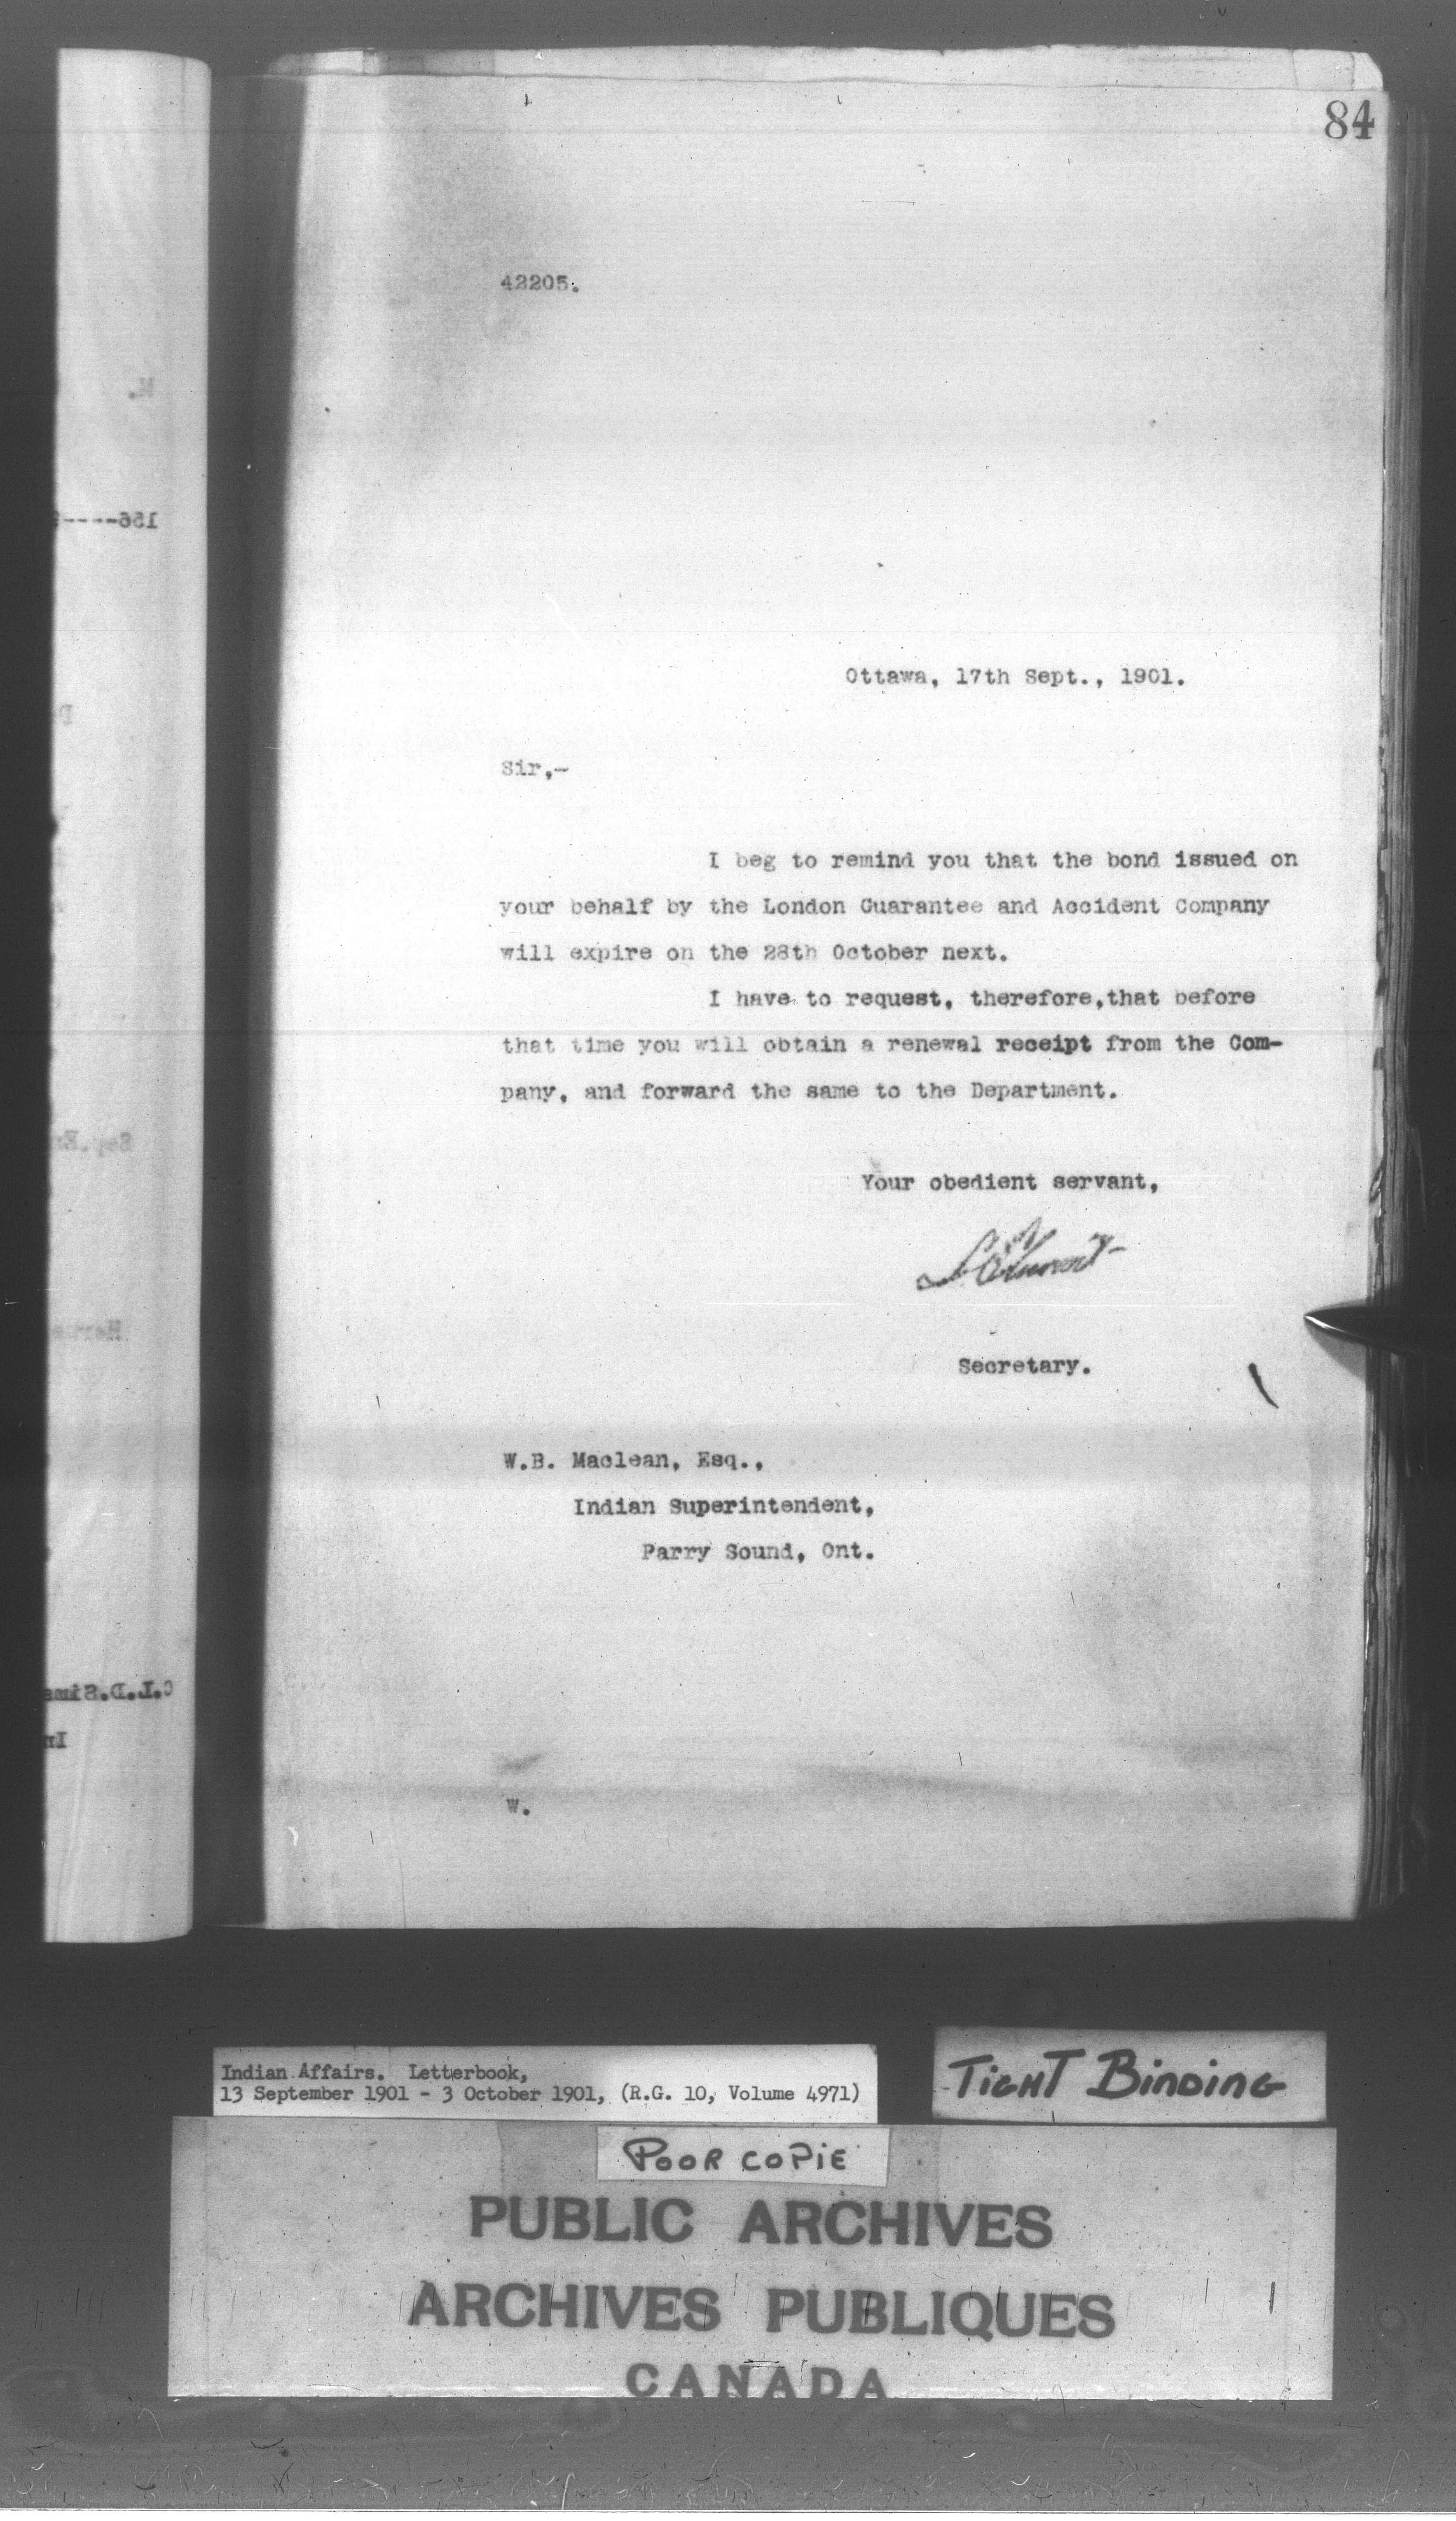 84
42205.
Ottawa, 17th Sept., 1901.
Sir,-
I beg to remind you that the bond issued on
your behalf by the London Guarantee and Accident Company
will expire on the 28th October next.
I have to request, therefore,that before
that time you will obtain a renewal receipt from the Com-
pany, and forward the same to the Department.
Your obedient servant,
Secretary.
W.B. Maclean, Esq.,
Indian Superintendent,
Parry Sound, Ont.
W.
Indian Affairs. Letterbook,
13 September 1901 - 3 October 1901, (R.G. 10, Volume 4971)
TIGHT BINDING
POOR COPIE
PUBLIC ARCHIVES
ARCHIVES PUBLIQUES
CANADA